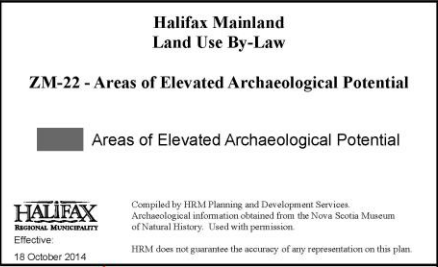 Halifax Mainland
Land Use By-Law
ZM-22 - Areas of Elevated Archaeological Potential
Areas of Elevated Archaeological Potential
HALIFAX
REGIONAL MUNICIPALITY
Effective:
18 October 2014
Compiled by HRM Planning and Development Services.
Archaeological information obtained from the Nova Scotia Museum
of Natural History. Used with permission.
HRM does not guarantee the accuracy of any representation on this plan.